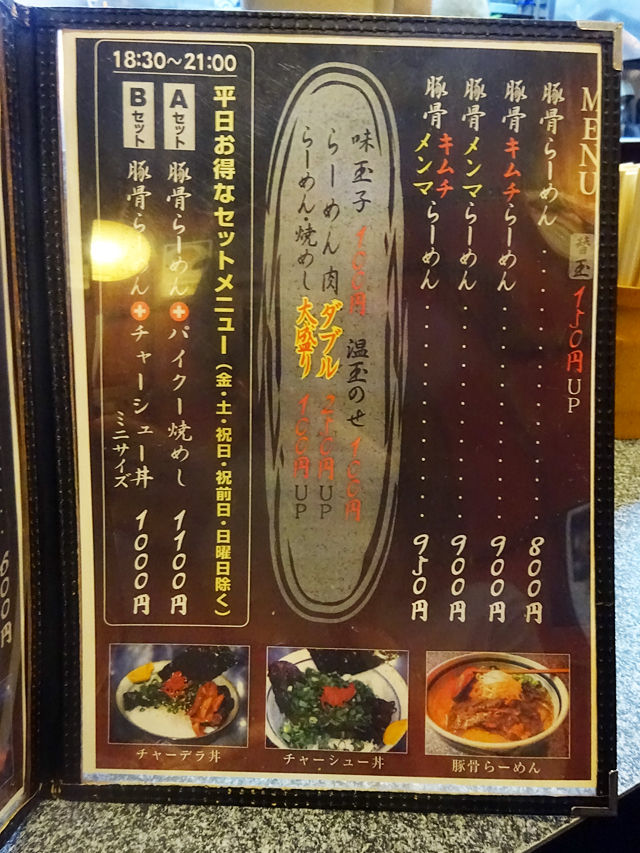 MENU
替玉 150円UP
豚骨らーめん 800円
豚骨キムチらーめん 900円
豚骨メンマらーめん 900円
豚骨キムチメンマらーめん 950円
味玉子 100円 温玉のせ 100円
らーめん肉ダブル 250円UP
らーめん・焼めし大盛り 100円UP
平日お得なセットメニュー(金・土・祝日・祝前日・日曜日除く)
18:30〜21:00
Aセット 豚骨らーめん+パイクー焼めし 1100円
Bセット 豚骨らーめん+チャーシュー丼 ミニサイズ 1000円
チャーデラ丼
チャーシュー丼
豚骨らーめん
600円